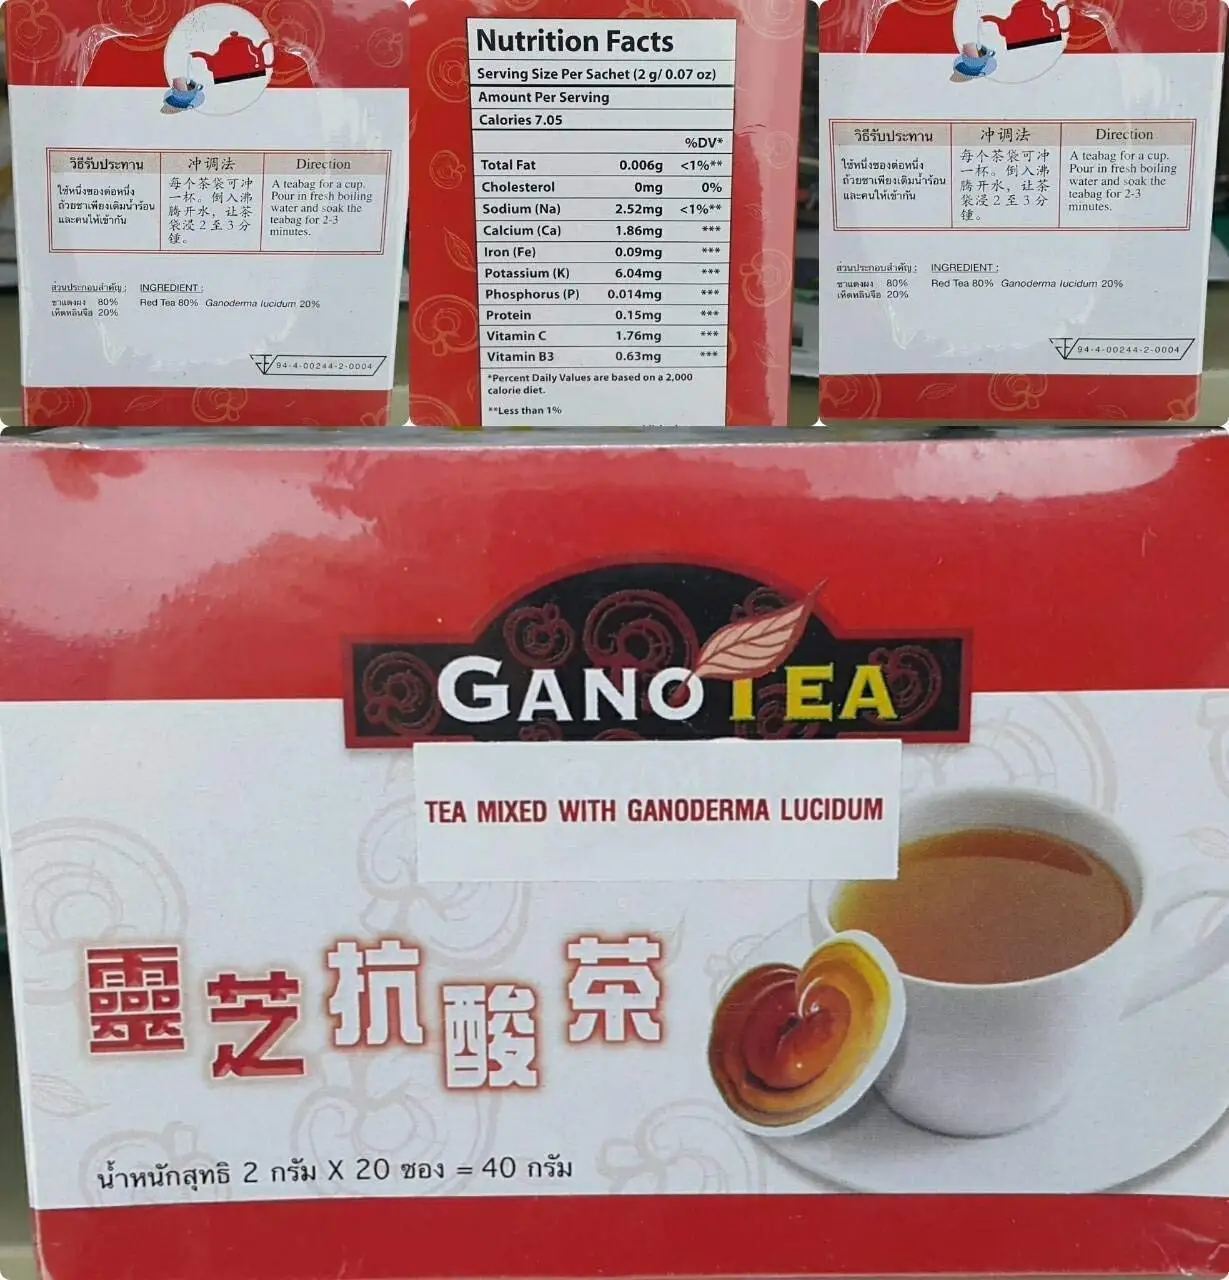 วิธีรับประทาน
ใช้หนึ่งซองต่อหนึ่ง
ถ้วยชาเพียงเติมน้ำร้อน
และคนให้เข้ากัน
冲调法
每个茶袋可冲
一杯。倒入沸
腾开水，让茶
袋浸 2 至 3 分
锺。
Direction
A teabag for a cup.
Pour in fresh boiling
water and soak the
teabag for 2-3
minutes.
ส่วนประกอบสำคัญ :
ชาแดงผง 80%
เห็ดหลินจือ 20%
INGREDIENT :
Red Tea 80% Ganoderma lucidum 20%
94-4-00244-2-0004
Nutrition Facts
Serving Size Per Sachet (2 g/ 0.07 oz)
Amount Per Serving
Calories 7.05
%DV*
Total Fat 0.006g <1%**
Cholesterol 0mg 0%
Sodium (Na) 2.52mg <1%**
Calcium (Ca) 1.86mg ***
Iron (Fe) 0.09mg ***
Potassium (K) 6.04mg ***
Phosphorus (P) 0.014mg ***
Protein 0.15mg ***
Vitamin C 1.76mg ***
Vitamin B3 0.63mg ***
*Percent Daily Values are based on a 2,000
calorie diet.
**Less than 1%
วิธีรับประทาน
ใช้หนึ่งซองต่อหนึ่ง
ถ้วยชาเพียงเติมน้ำร้อน
และคนให้เข้ากัน
冲调法
每个茶袋可冲
一杯。倒入沸
腾开水，让茶
袋浸 2 至 3 分
锺。
Direction
A teabag for a cup.
Pour in fresh boiling
water and soak the
teabag for 2-3
minutes.
ส่วนประกอบสำคัญ :
ชาแดงผง 80%
เห็ดหลินจือ 20%
INGREDIENT :
Red Tea 80% Ganoderma lucidum 20%
94-4-00244-2-0004
GANO TEA
TEA MIXED WITH GANODERMA LUCIDUM
靈芝抗酸茶
น้ำหนักสุทธิ 2 กรัม X 20 ซอง = 40 กรัม